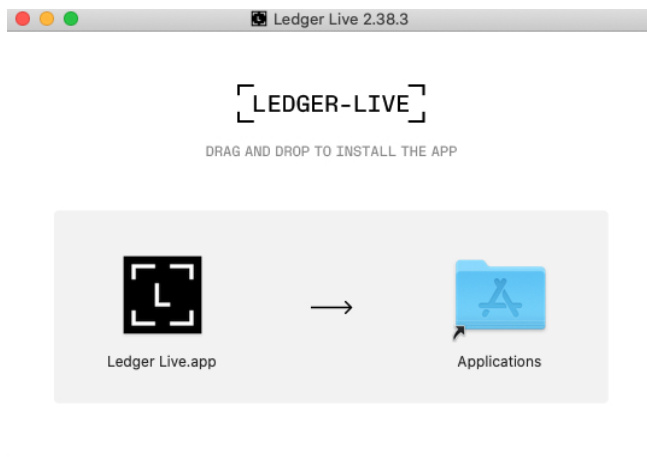 Ledger Live 2.38.3
LEDGER-LIVE
DRAG AND DROP TO INSTALL THE APP
L
Ledger Live.app
Applications